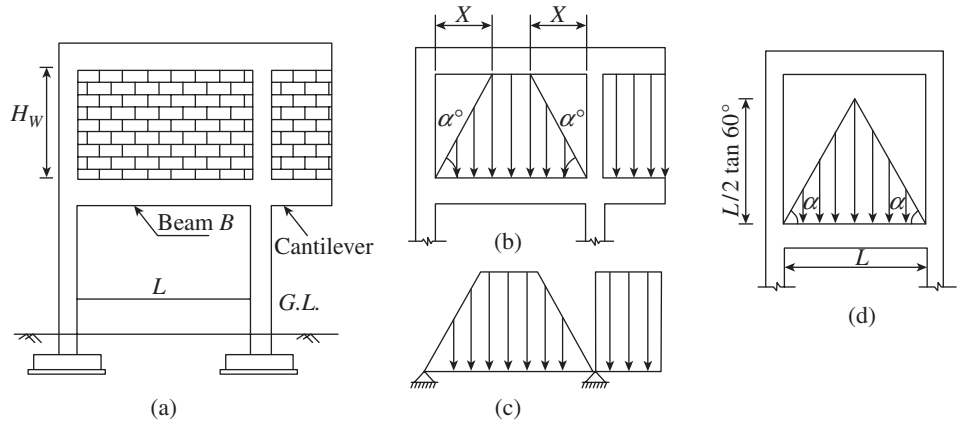 H_W
Beam B
Cantilever
L
G.L.
(a)
X X
α° α°
(b)
(c)
L/2 tan 60°
α α
L
(d)